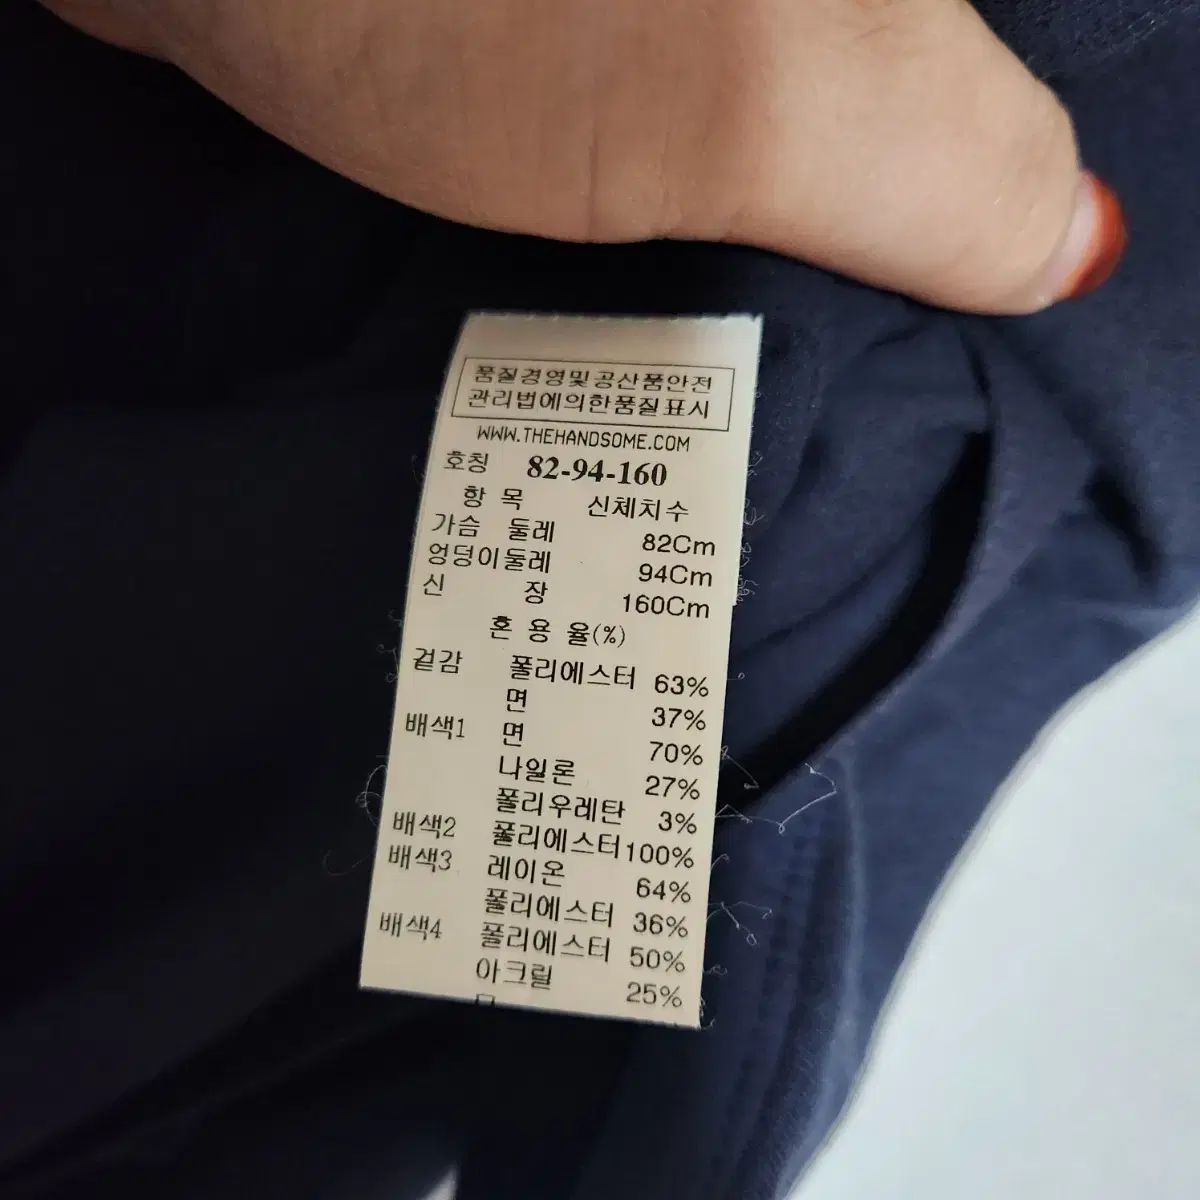 품질경영및공산품안전
관리법에의한품질표시
WWW.THEHANDSOME.COM
호칭 82-94-160
항 목 신체치수
가슴 둘레 82Cm
엉덩이둘레 94Cm
신 장 160Cm
혼 용 율(%)
겉감 폴리에스터 63%
면 37%
배색1 면 70%
나일론 27%
폴리우레탄 3%
배색2 폴리에스터 100%
배색3 레이온 64%
폴리에스터 36%
배색4 폴리에스터 50%
아크릴 25%